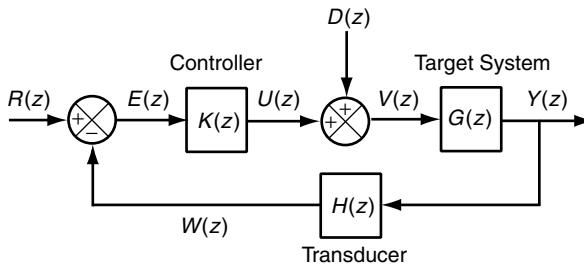 D(z)
Controller
Target System
R(z)
E(z)
U(z)
V(z)
Y(z)
+
−
K(z)
+
+
G(z)
H(z)
W(z)
Transducer